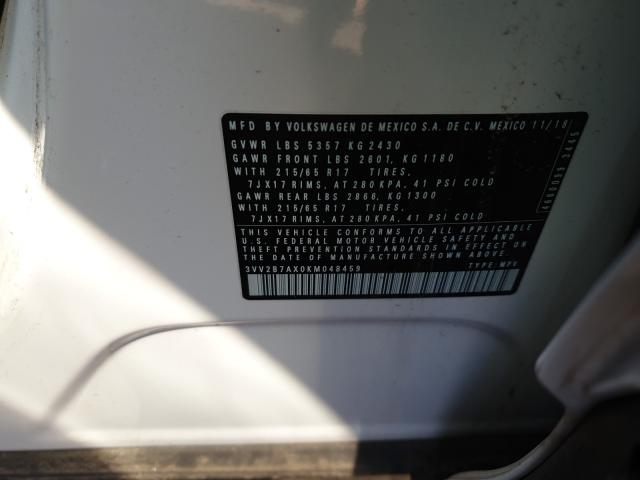 MFD BY VOLKSWAGEN DE MEXICO S.A. DE C.V. MEXICO 11/18
GVWR LBS 5357 KG 2430
GAWR FRONT LBS 2601, KG 1180
WITH 215/65 R17 TIRES,
7JX17 RIMS, AT 280 KPA, 41 PSI COLD
GAWR REAR LBS 2866, KG 1300
WITH 215/65 R17 TIRES,
7JX17 RIMS, AT 280 KPA, 41 PSI COLD
THIS VEHICLE CONFORMS TO ALL APPLICABLE
U.S. FEDERAL MOTOR VEHICLE SAFETY AND
THEFT PREVENTION STANDARDS IN EFFECT ON
THE DATE OF MANUFACTURE SHOWN ABOVE.
3VV2B7AX0KM048459 TYPE: MPV